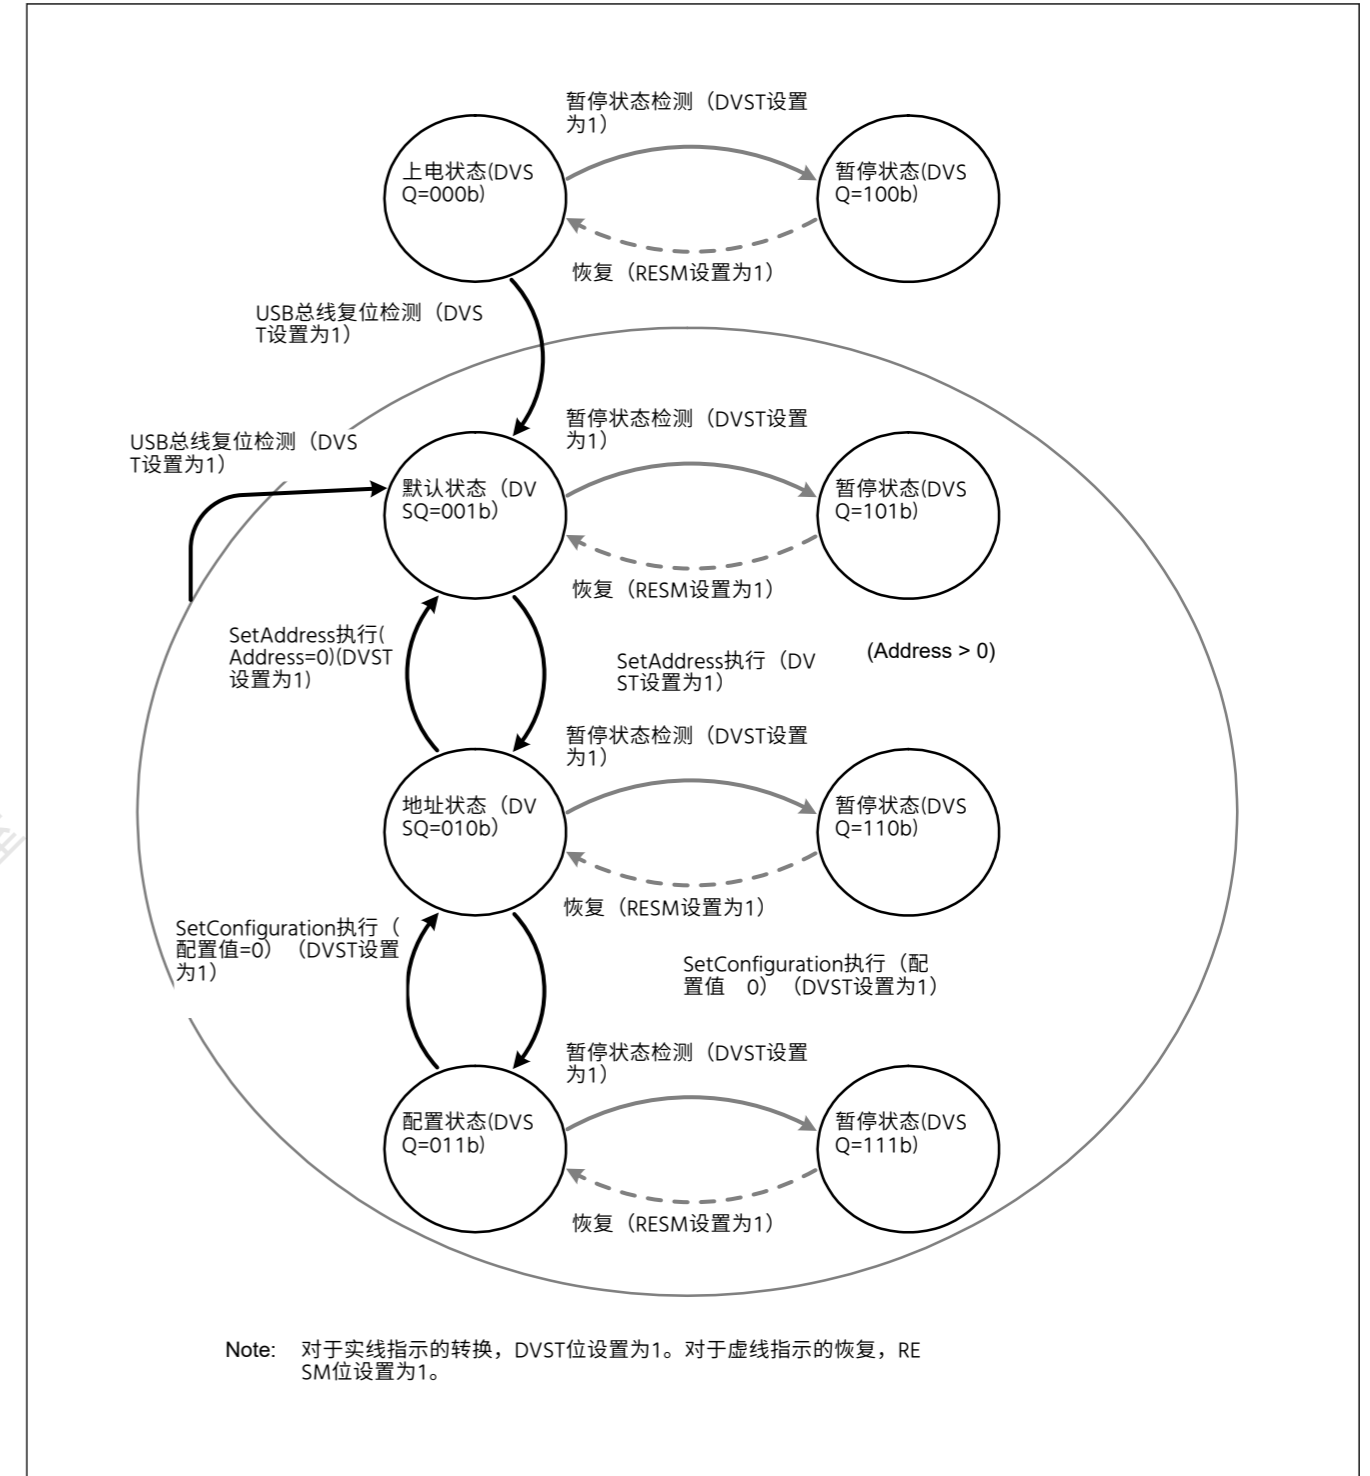 暂停状态检测（DVST设置
为1）
上电状态(DVS
Q=000b)
暂停状态(DVS
Q=100b)
恢复（RESM设置为1）
USB总线复位检测（DVS
T设置为1）
暂停状态检测（DVST设置
为1）
USB总线复位检测（DVS
T设置为1）
默认状态（DV
SQ=001b）
暂停状态(DVS
Q=101b)
恢复（RESM设置为1）
SetAddress执行(
Address=0)(DVST
设置为1)
SetAddress执行（DV
ST设置为1）
(Address > 0)
暂停状态检测（DVST设置
为1）
地址状态（DV
SQ=010b）
暂停状态(DVS
Q=110b)
恢复（RESM设置为1）
SetConfiguration执行（
配置值=0）（DVST设置
为1）
SetConfiguration执行（配
置值　0）（DVST设置为1）
暂停状态检测（DVST设置
为1）
配置状态(DVS
Q=011b)
暂停状态(DVS
Q=111b)
恢复（RESM设置为1）
Note: 对于实线指示的转换，DVST位设置为1。对于虚线指示的恢复，RE
SM位设置为1。